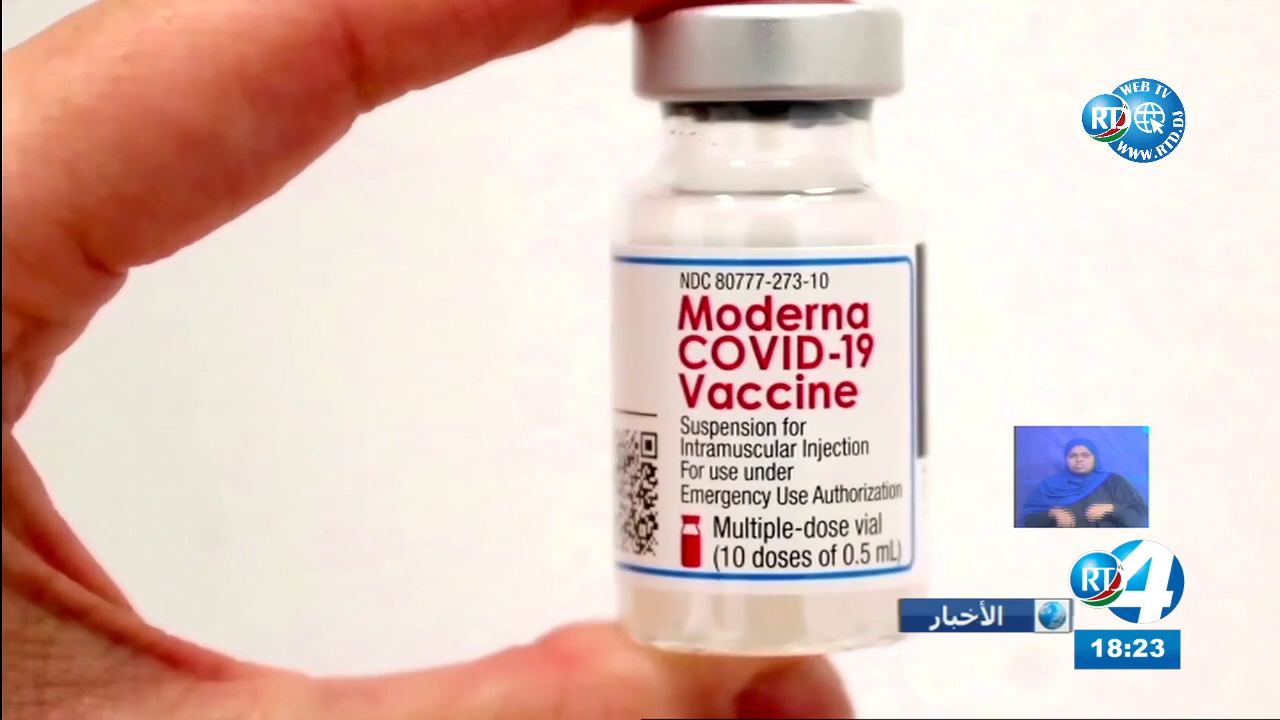 WEB TV
RTD
WWW.RTD.DJ
NDC 80777-273-10
Moderna
COVID-19
Vaccine
Suspension for
Intramuscular Injection
For use under
Emergency Use Authorization
Multiple-dose vial
(10 doses of 0.5 mL)
RTD 4
الأخبار
18:23